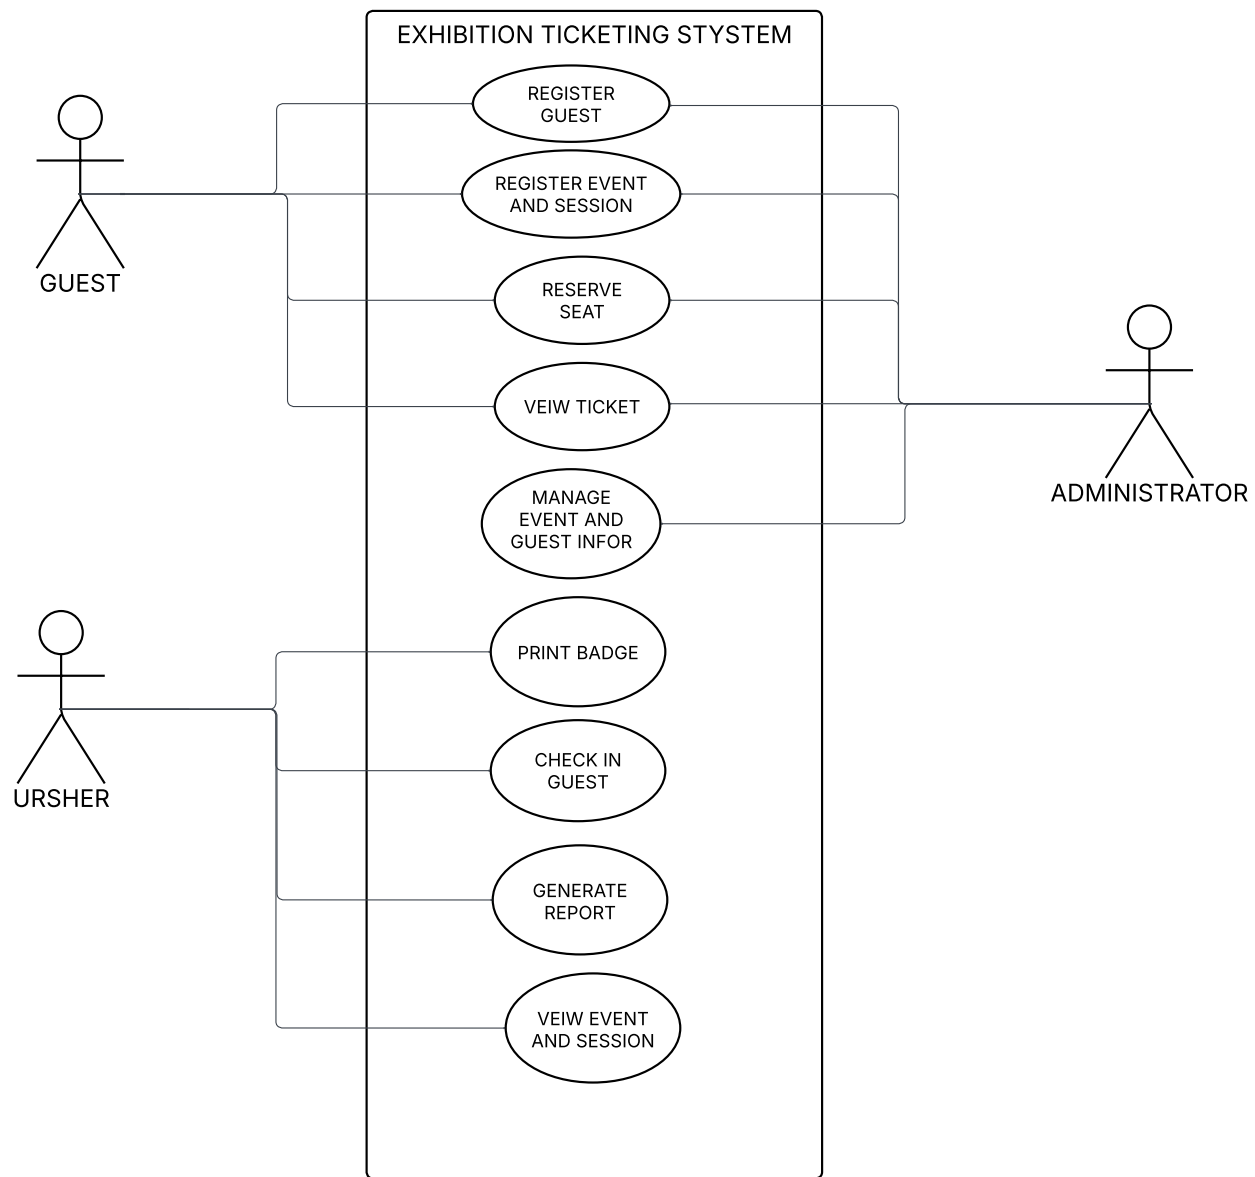 EXHIBITION TICKETING STYSTEM
REGISTER
GUEST
REGISTER EVENT
AND SESSION
GUEST
RESERVE
SEAT
VEIW TICKET
ADMINISTRATOR
MANAGE
EVENT AND
GUEST INFOR
PRINT BADGE
CHECK IN
GUEST
URSHER
GENERATE
REPORT
VEIW EVENT
AND SESSION